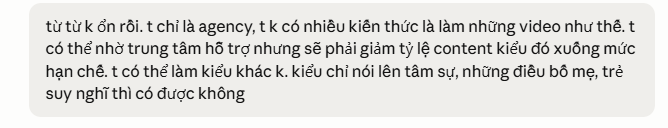 từ từ k ổn rồi. t chỉ là agency, t k có nhiều kiến thức là làm những video như thế. t
có thể nhờ trung tâm hỗ trợ nhưng sẽ phải giảm tỷ lệ content kiểu đó xuống mức
hạn chế. t có thể làm kiểu khác k. kiểu chỉ nói lên tâm sự, những điều bố mẹ, trẻ
suy nghĩ thì có được không